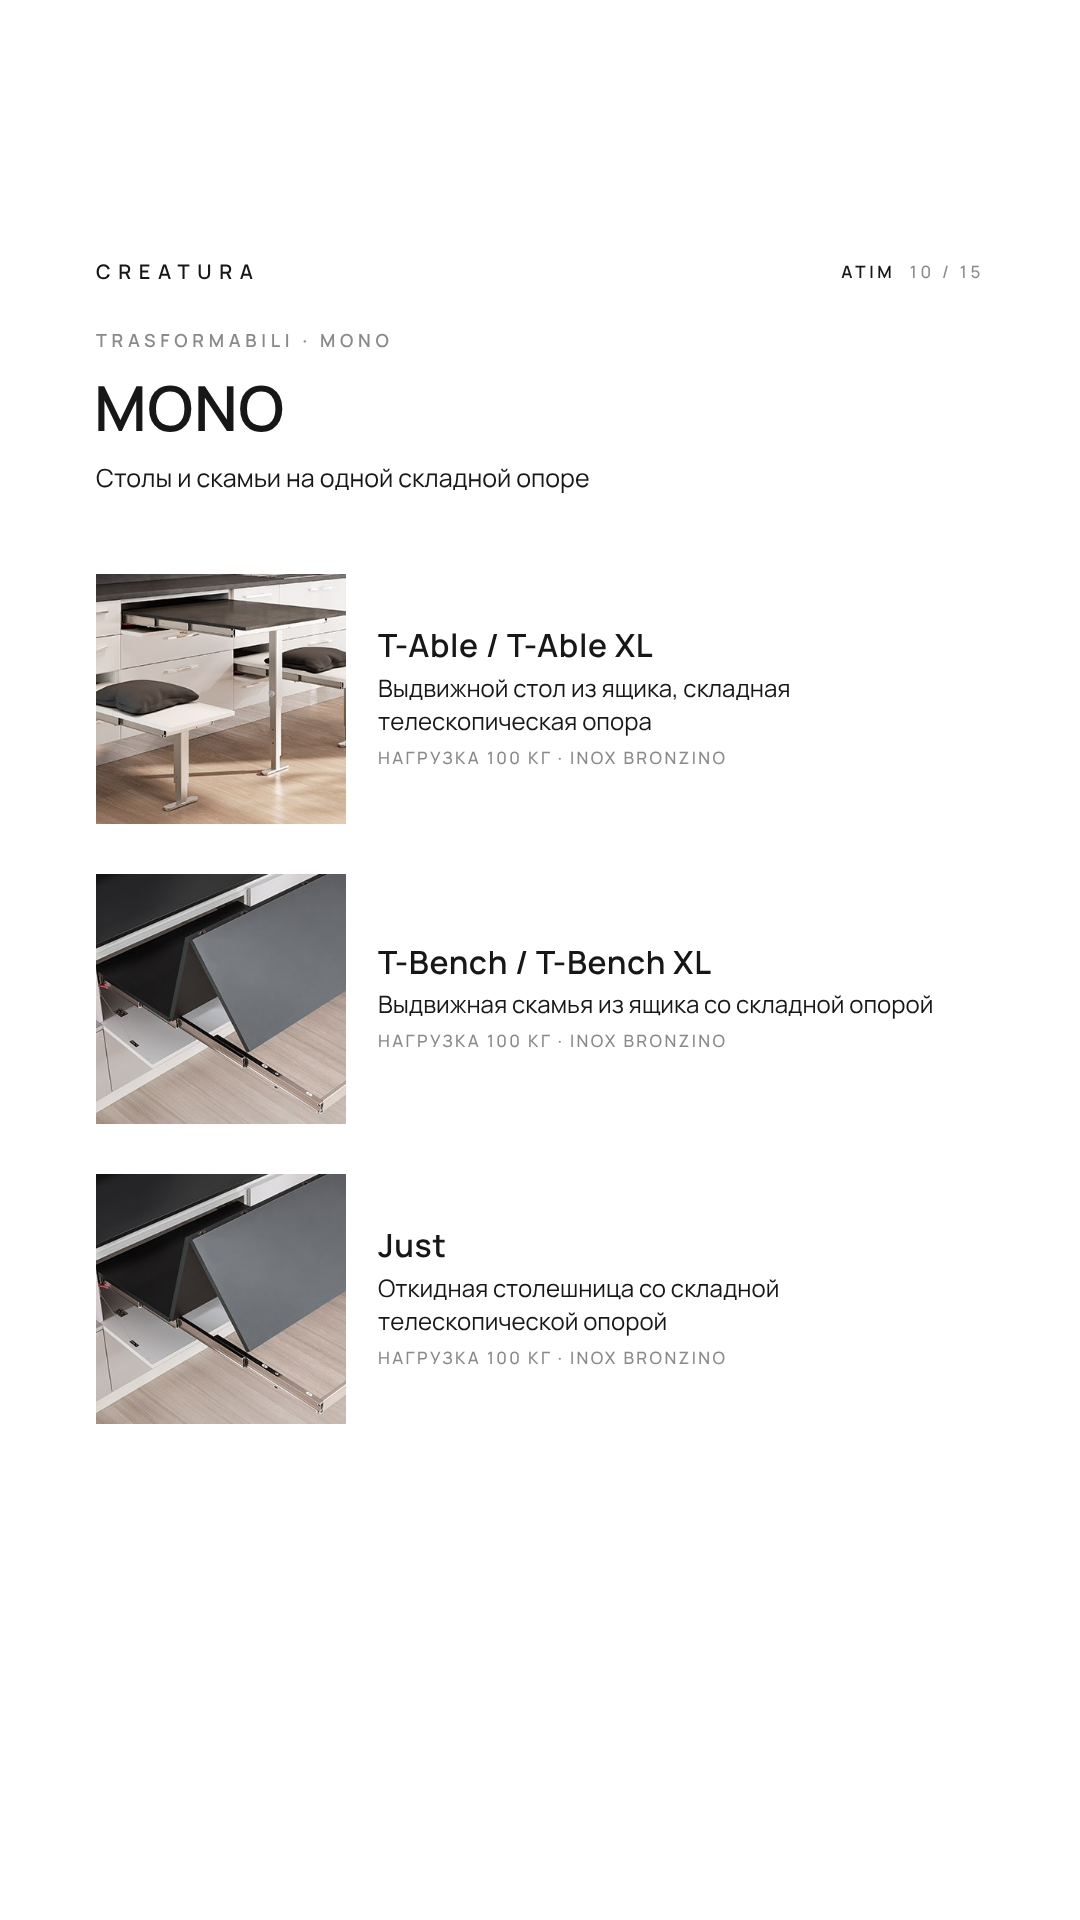 CREATURA
ATIM 10 / 15
TRASFORMABILI · MONO
MONO
Столы и скамьи на одной складной опоре
T-Able / T-Able XL
Выдвижной стол из ящика, складная
телескопическая опора
НАГРУЗКА 100 КГ · INOX BRONZINO
T-Bench / T-Bench XL
Выдвижная скамья из ящика со складной опорой
НАГРУЗКА 100 КГ · INOX BRONZINO
Just
Откидная столешница со складной
телескопической опорой
НАГРУЗКА 100 КГ · INOX BRONZINO